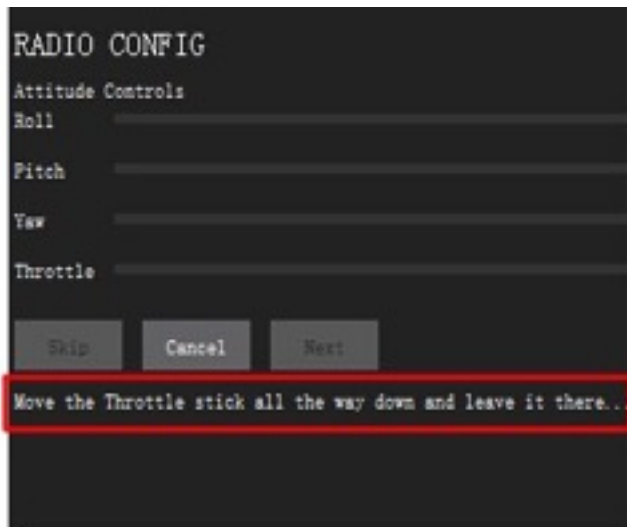 RADIO CONFIG
Attitude Controls
Roll
Pitch
Yaw
Throttle
Skip Cancel Next
Move the Throttle stick all the way down and leave it there...